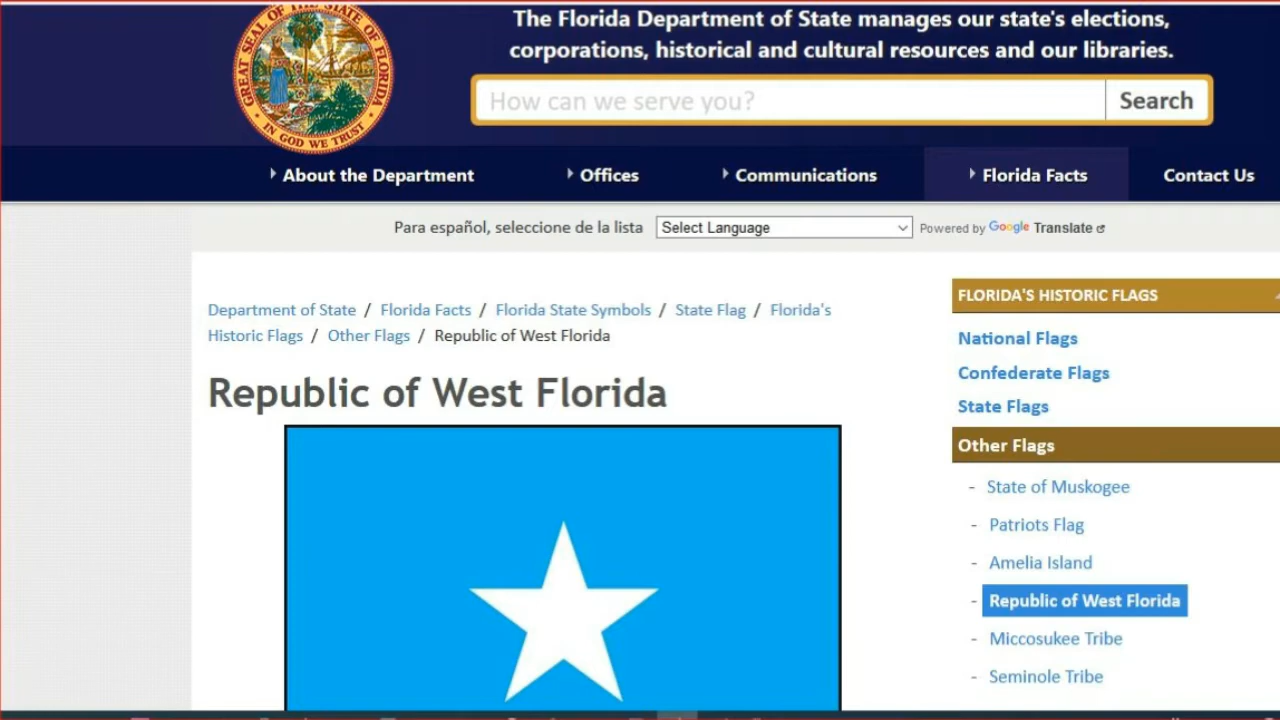 GREAT SEAL OF THE STATE OF FLORIDA
IN GOD WE TRUST
The Florida Department of State manages our state's elections,
corporations, historical and cultural resources and our libraries.
How can we serve you?
Search
About the Department
Offices
Communications
Florida Facts
Contact Us
Para español, seleccione de la lista
Select Language
Powered by Google Translate
Department of State / Florida Facts / Florida State Symbols / State Flag / Florida's
Historic Flags / Other Flags / Republic of West Florida
Republic of West Florida
FLORIDA'S HISTORIC FLAGS
National Flags
Confederate Flags
State Flags
Other Flags
- State of Muskogee
- Patriots Flag
- Amelia Island
- Republic of West Florida
- Miccosukee Tribe
- Seminole Tribe